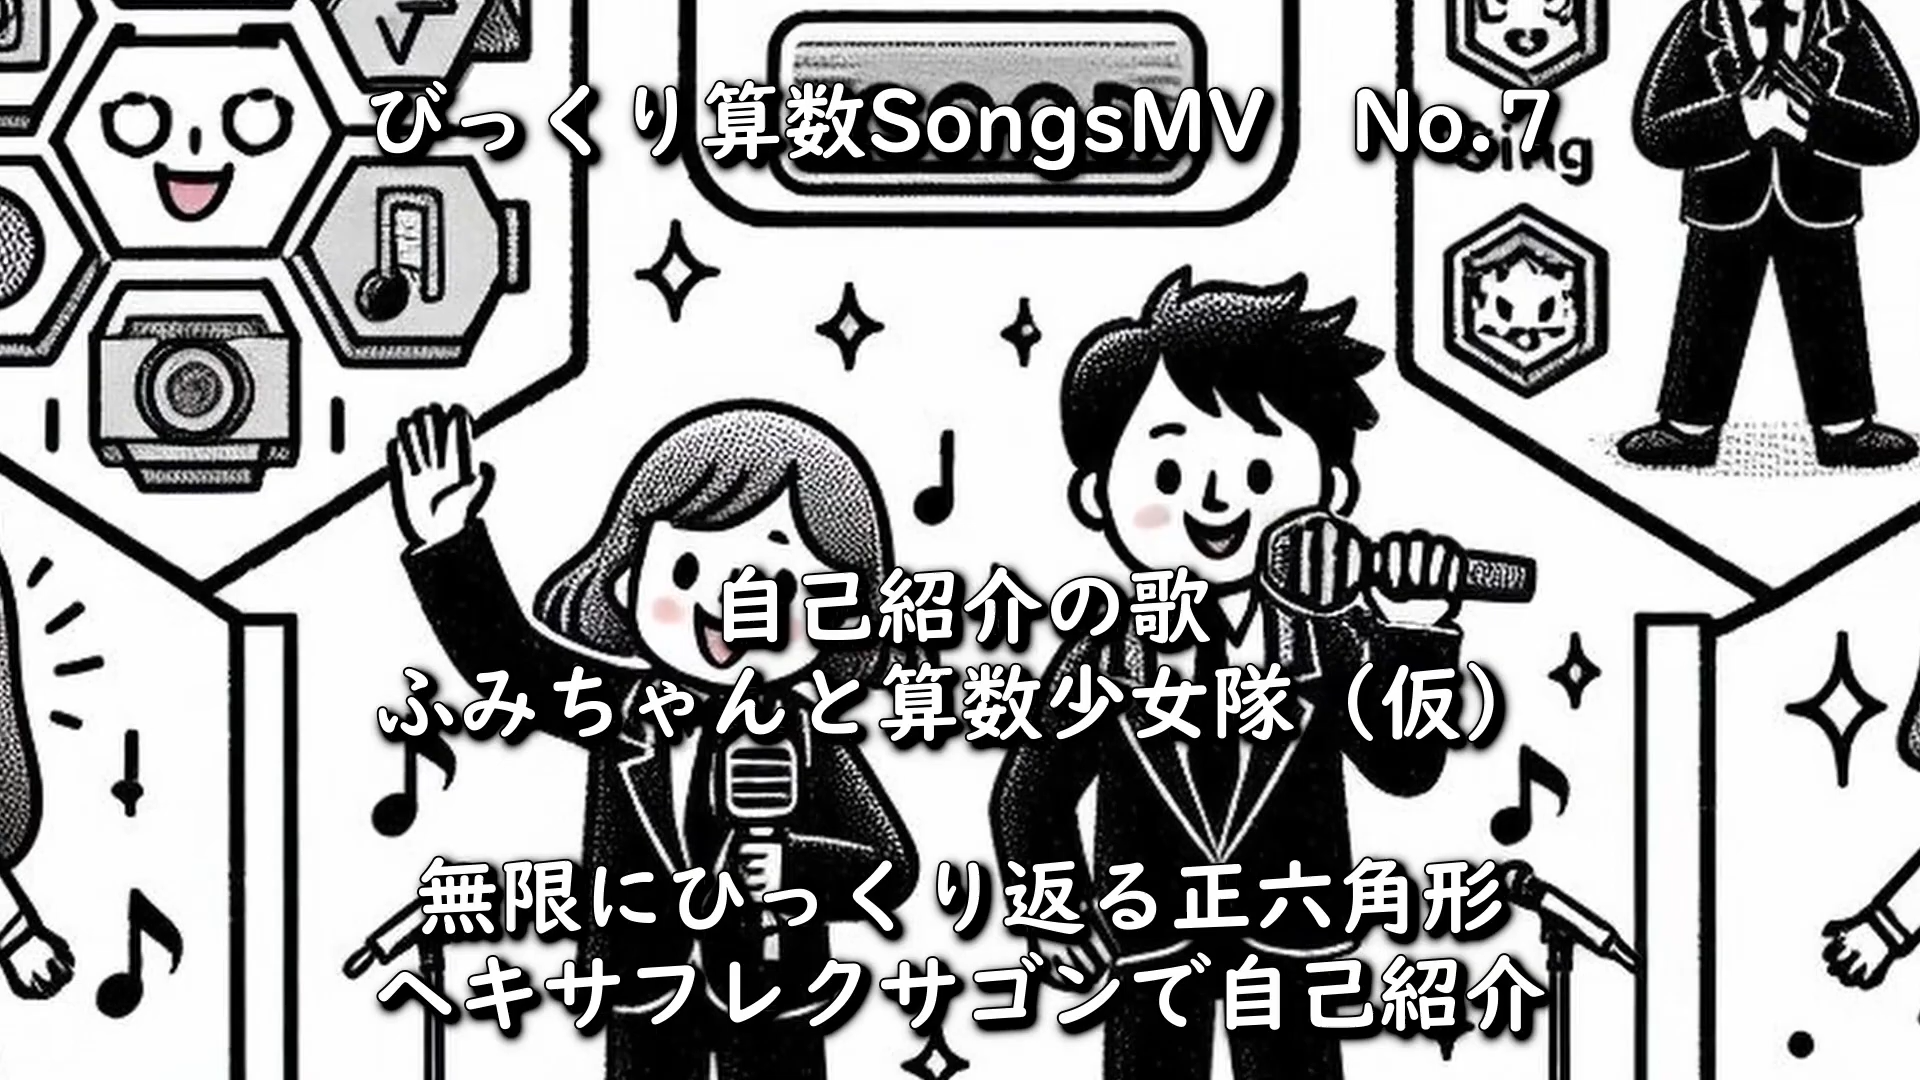 びっくり算数SongsMV　No.7
Sing
自己紹介の歌
ふみちゃんと算数少女隊（仮）
無限にひっくり返る正六角形
ヘキサフレクサゴンで自己紹介